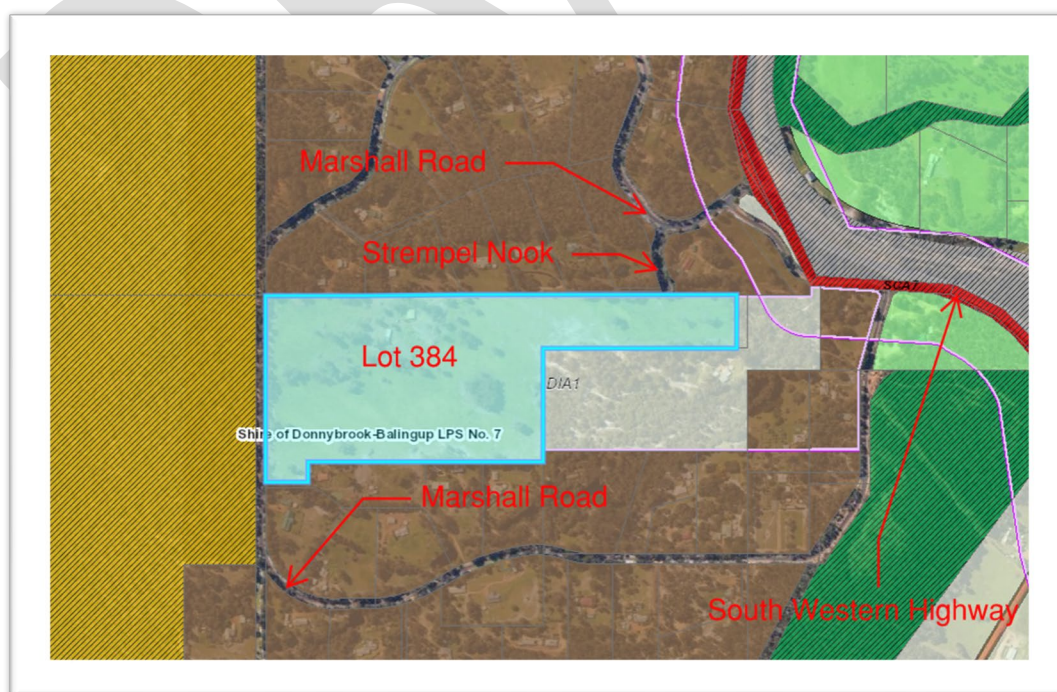 Marshall Road
Strempel Nook
SCA7
Lot 384
DIA1
Shire of Donnybrook-Balingup LPS No. 7
Marshall Road
South Western Highway